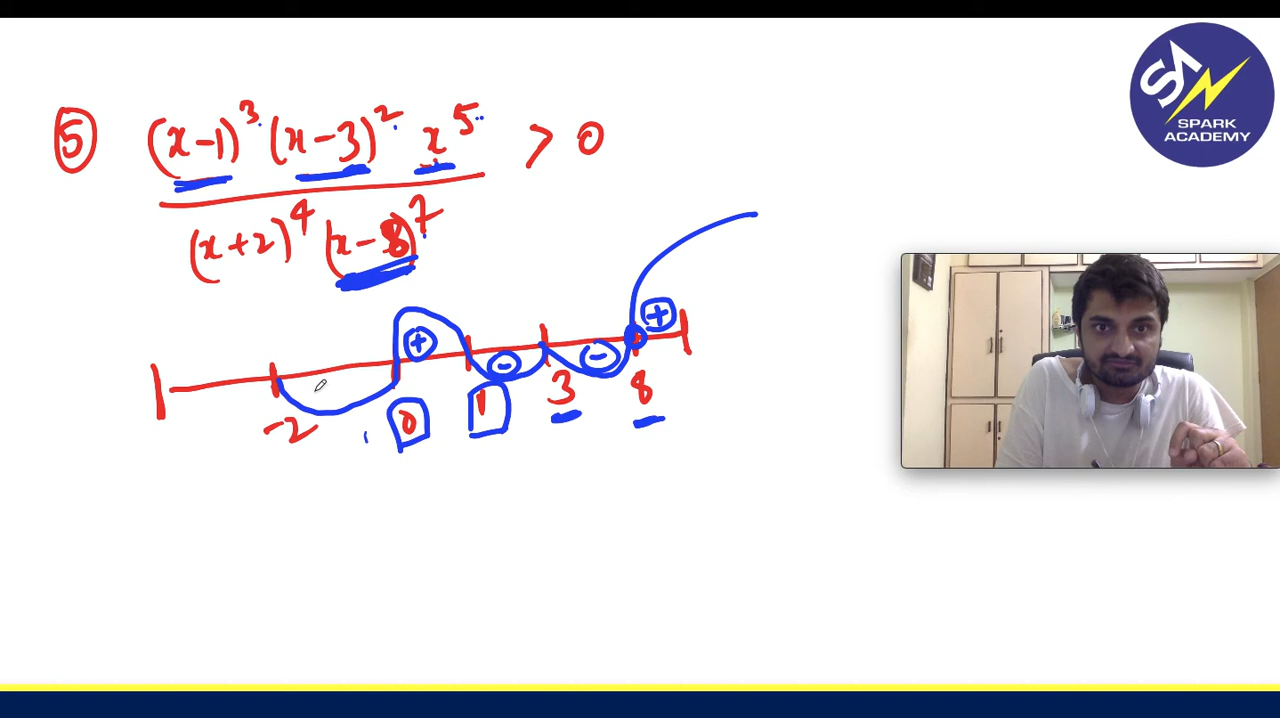 SPARK
ACADEMY
⑤ (x-1)³ (x-3)² x⁵ > 0
(x+2)⁴ (x-8)⁷
+ - - +
-2 0 1 3 8